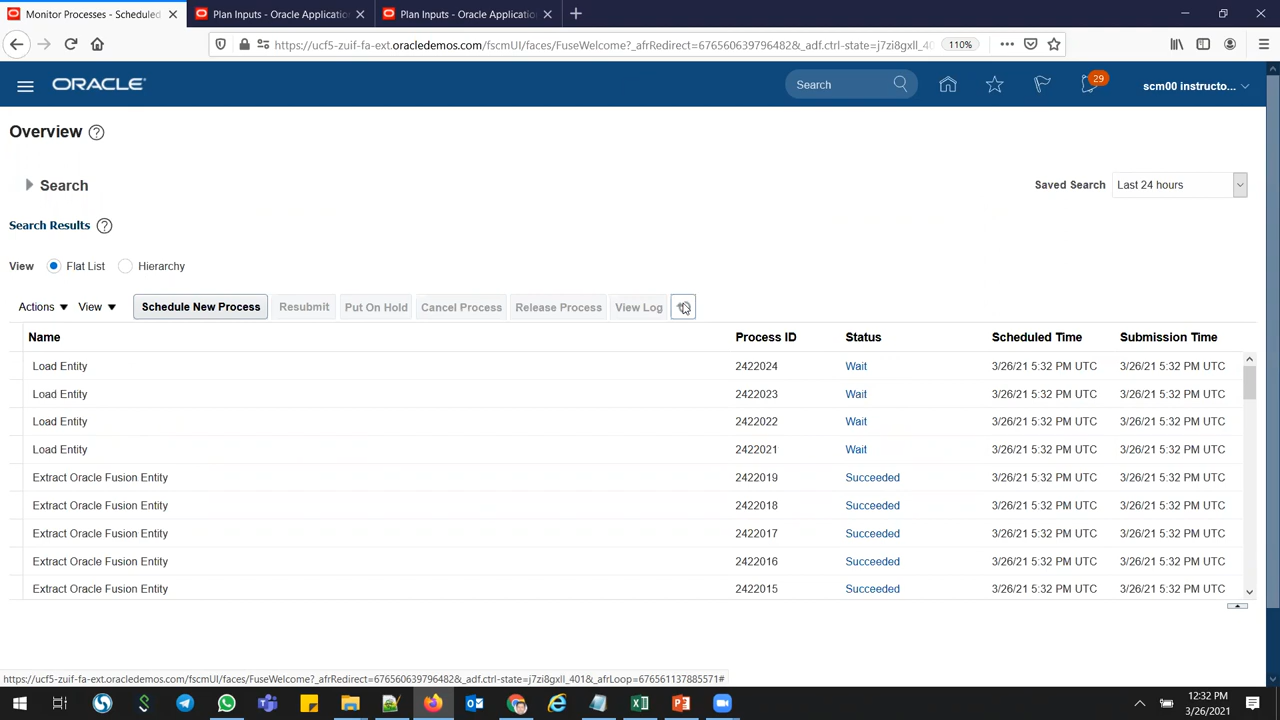 Monitor Processes - Scheduled
Plan Inputs - Oracle Applicatio
Plan Inputs - Oracle Applicatio
https://ucf5-zuif-fa-ext.oracledemos.com/fscmUI/faces/FuseWelcome?_afrRedirect=676560639796482&_adf.ctrl-state=j7zi8gxll_401
110%
ORACLE
Search
29
scm00 instructo...
Overview
Search
Saved Search
Last 24 hours
Search Results
View
Flat List
Hierarchy
Actions
View
Schedule New Process
Resubmit
Put On Hold
Cancel Process
Release Process
View Log
Name Process ID Status Scheduled Time Submission Time
Load Entity 2422024 Wait 3/26/21 5:32 PM UTC 3/26/21 5:32 PM UTC
Load Entity 2422023 Wait 3/26/21 5:32 PM UTC 3/26/21 5:32 PM UTC
Load Entity 2422022 Wait 3/26/21 5:32 PM UTC 3/26/21 5:32 PM UTC
Load Entity 2422021 Wait 3/26/21 5:32 PM UTC 3/26/21 5:32 PM UTC
Extract Oracle Fusion Entity 2422019 Succeeded 3/26/21 5:32 PM UTC 3/26/21 5:32 PM UTC
Extract Oracle Fusion Entity 2422018 Succeeded 3/26/21 5:32 PM UTC 3/26/21 5:32 PM UTC
Extract Oracle Fusion Entity 2422017 Succeeded 3/26/21 5:32 PM UTC 3/26/21 5:32 PM UTC
Extract Oracle Fusion Entity 2422016 Succeeded 3/26/21 5:32 PM UTC 3/26/21 5:32 PM UTC
Extract Oracle Fusion Entity 2422015 Succeeded 3/26/21 5:32 PM UTC 3/26/21 5:32 PM UTC
https://ucf5-zuif-fa-ext.oracledemos.com/fscmUI/faces/FuseWelcome?_afrRedirect=676560639796482&_adf.ctrl-state=j7zi8gxll_401&_afrLoop=676561137885571#
12:32 PM
3/26/2021